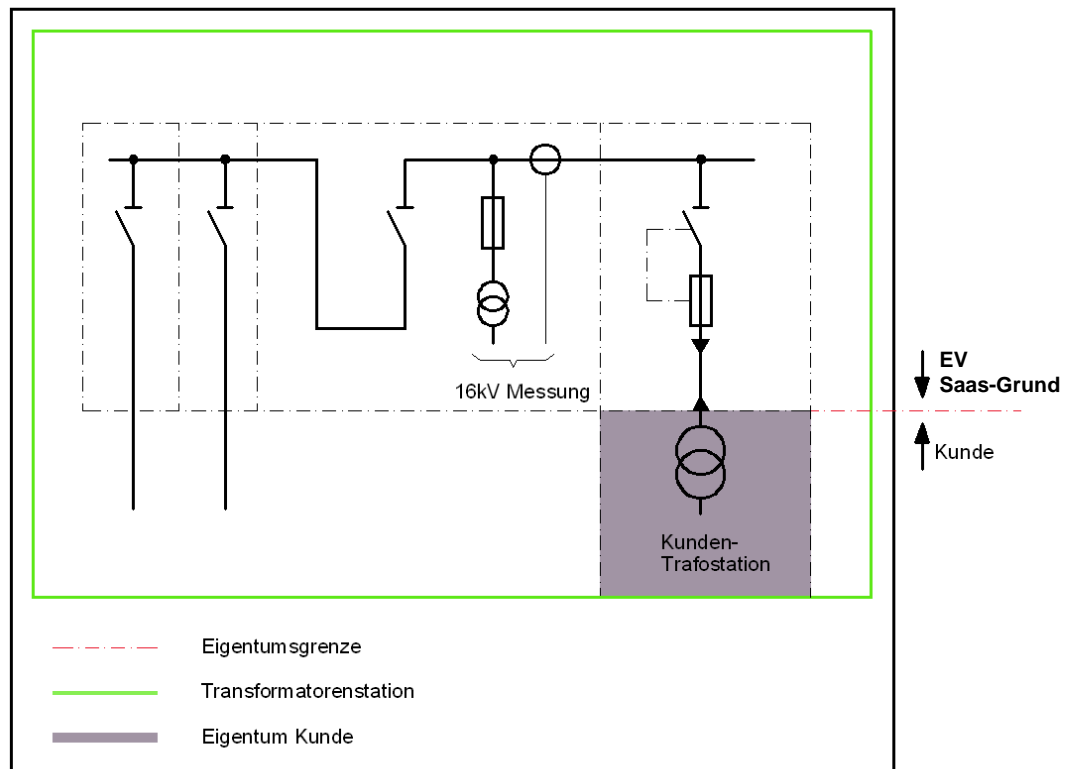 16kV Messung
EV
Saas-Grund
Kunde
Kunden-
Trafostation
Eigentumsgrenze
Transformatorenstation
Eigentum Kunde